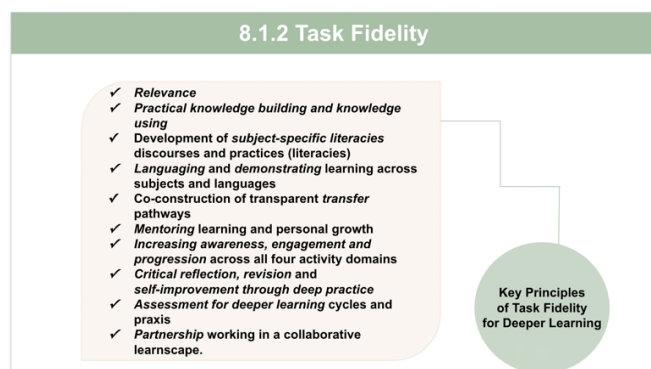 8.1.2 Task Fidelity
✓ Relevance
✓ Practical knowledge building and knowledge
using
✓ Development of subject-specific literacies
discourses and practices (literacies)
✓ Languaging and demonstrating learning across
subjects and languages
✓ Co-construction of transparent transfer
pathways
✓ Mentoring learning and personal growth
✓ Increasing awareness, engagement and
progression across all four activity domains
✓ Critical reflection, revision and
self-improvement through deep practice
✓ Assessment for deeper learning cycles and
praxis
✓ Partnership working in a collaborative
learnscape.
Key Principles
of Task Fidelity
for Deeper Learning